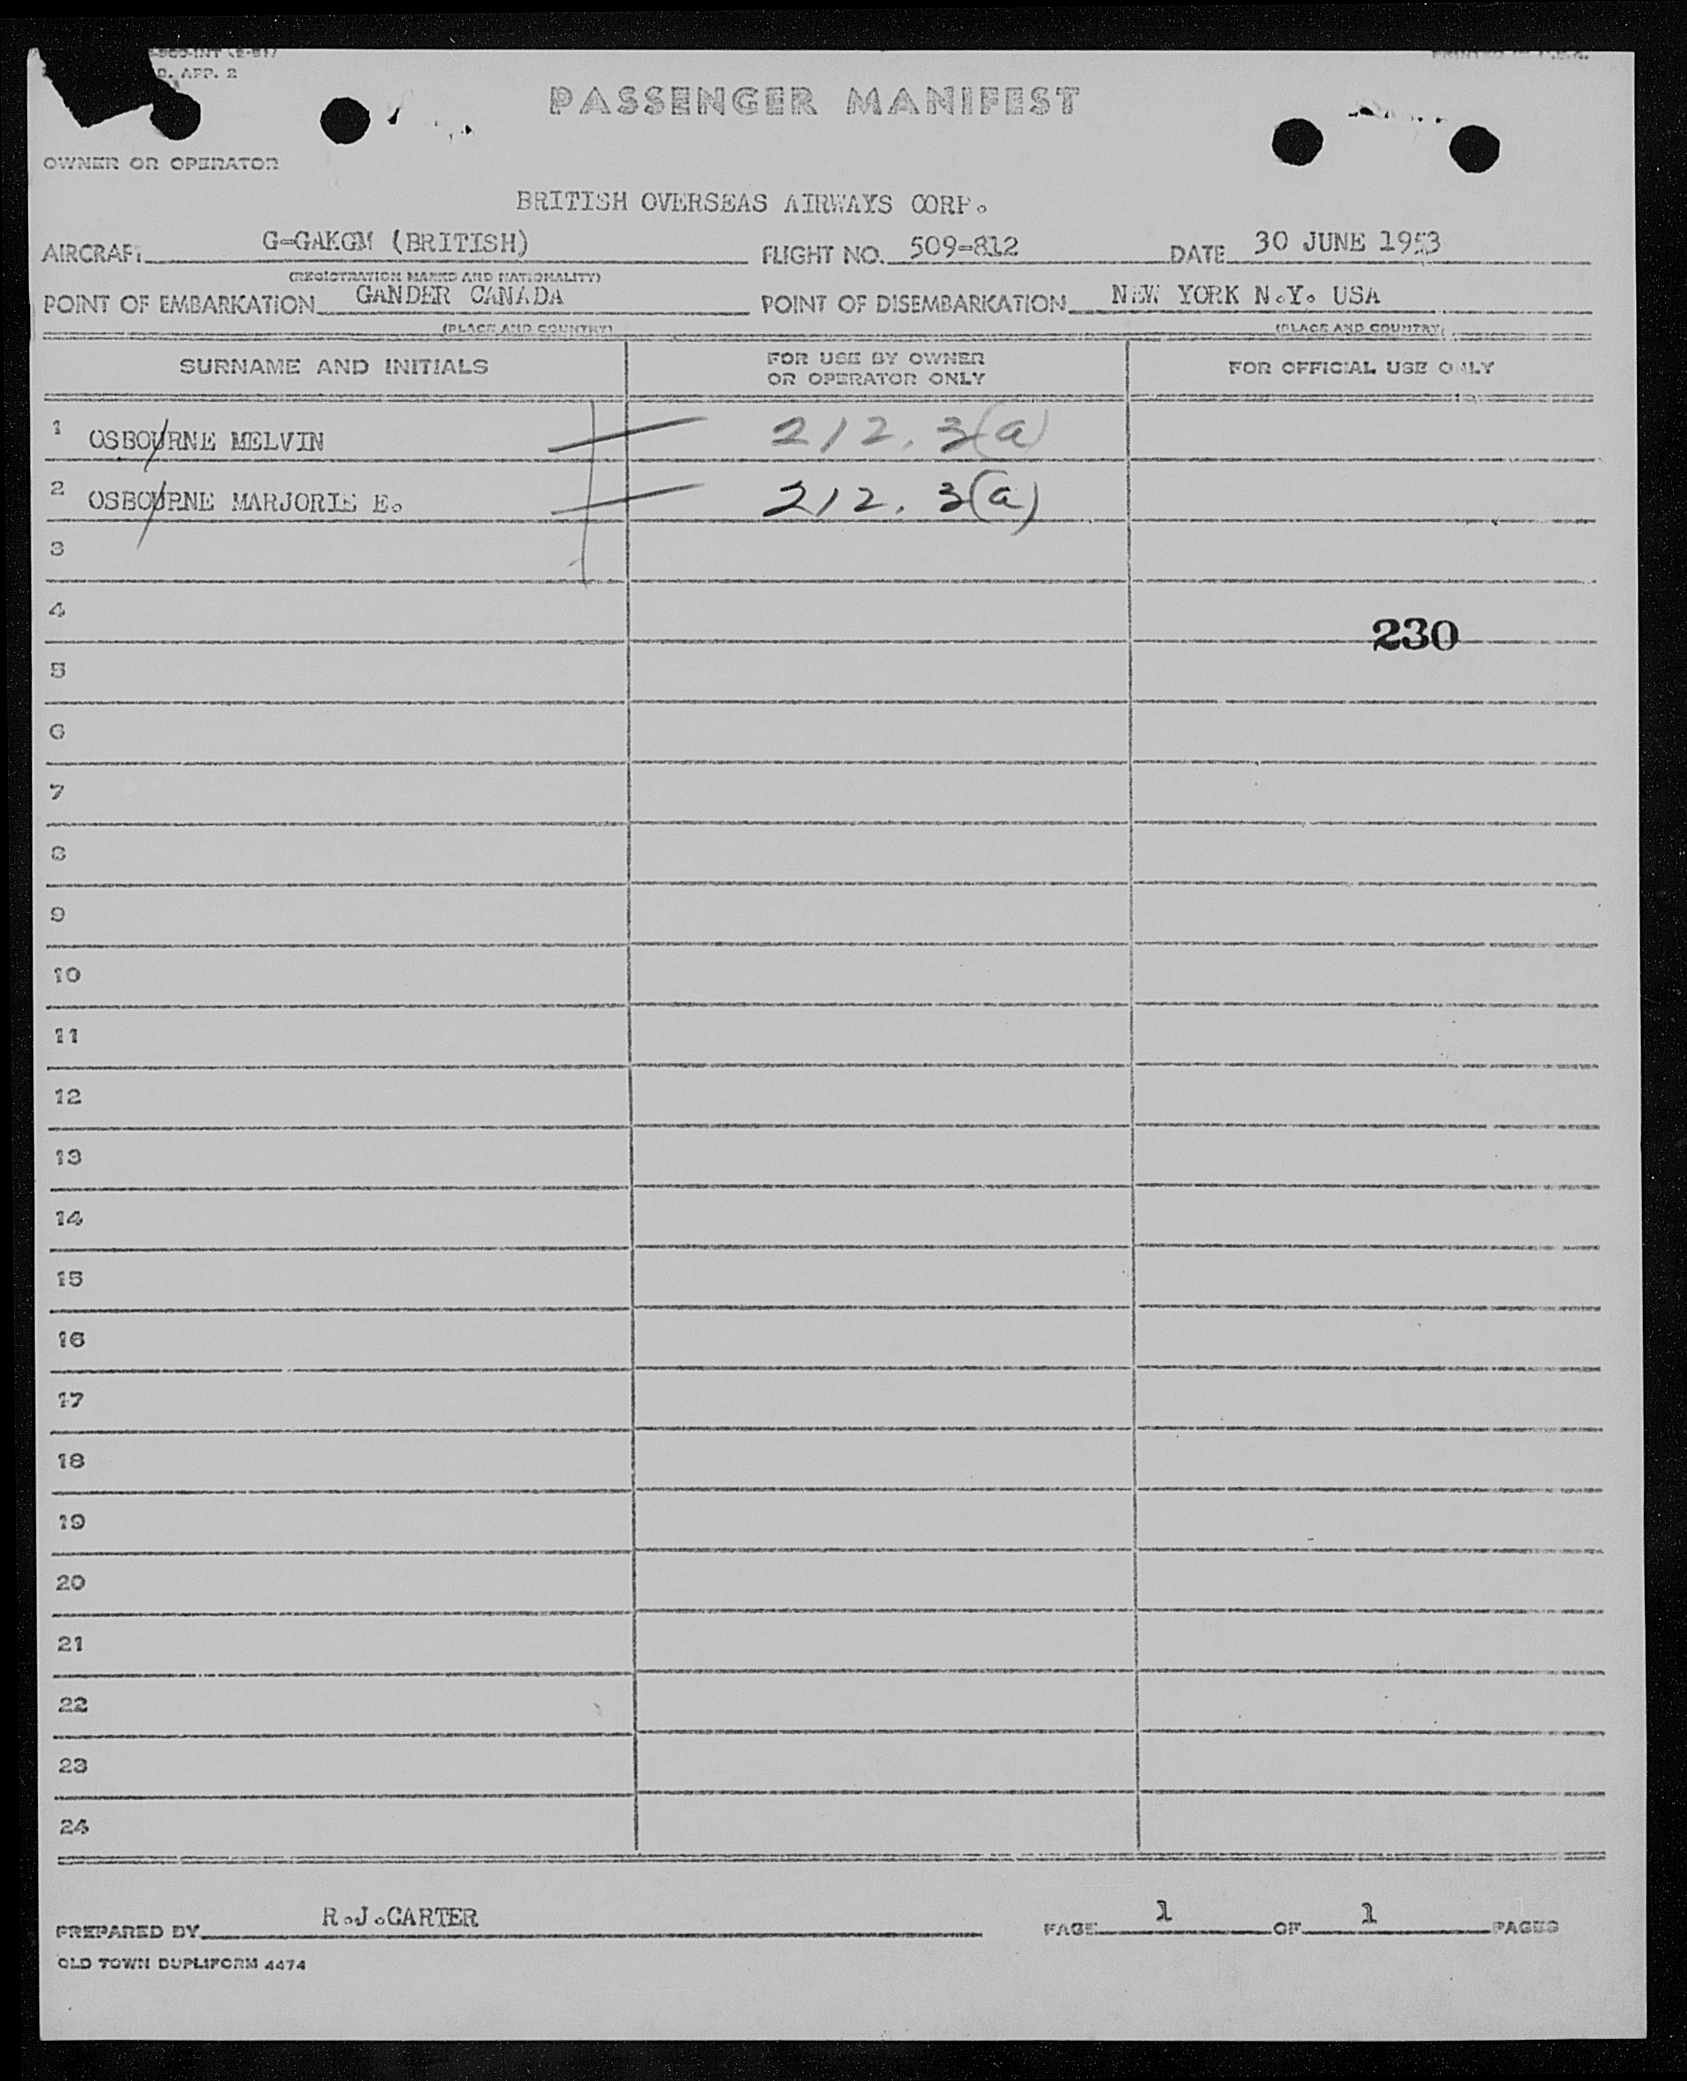 D. APP. 2
PASSENGER MANIFEST
OWNER OR OPERATOR
BRITISH OVERSEAS AIRWAYS CORP.
AIRCRAFT G-GAKGM (BRITISH) FLIGHT NO. 509-812 DATE 30 JUNE 1953
(REGISTRATION MARKS AND NATIONALITY)
POINT OF EMBARKATION GANDER CANADA POINT OF DISEMBARKATION NEW YORK N.Y. USA
(PLACE AND COUNTRY) (PLACE AND COUNTRY)
SURNAME AND INITIALS FOR USE BY OWNER OR OPERATOR ONLY FOR OFFICIAL USE ONLY
1 OSBOURNE MELVIN 212.3(a)
2 OSBOURNE MARJORIE E. 212.3(a)
3
4
230
5
6
7
8
9
10
11
12
13
14
15
16
17
18
19
20
21
22
23
24
PREPARED BY R.J.CARTER PAGE 1 OF 1 PAGES
OLD TOWN DUPLIFORM 4474